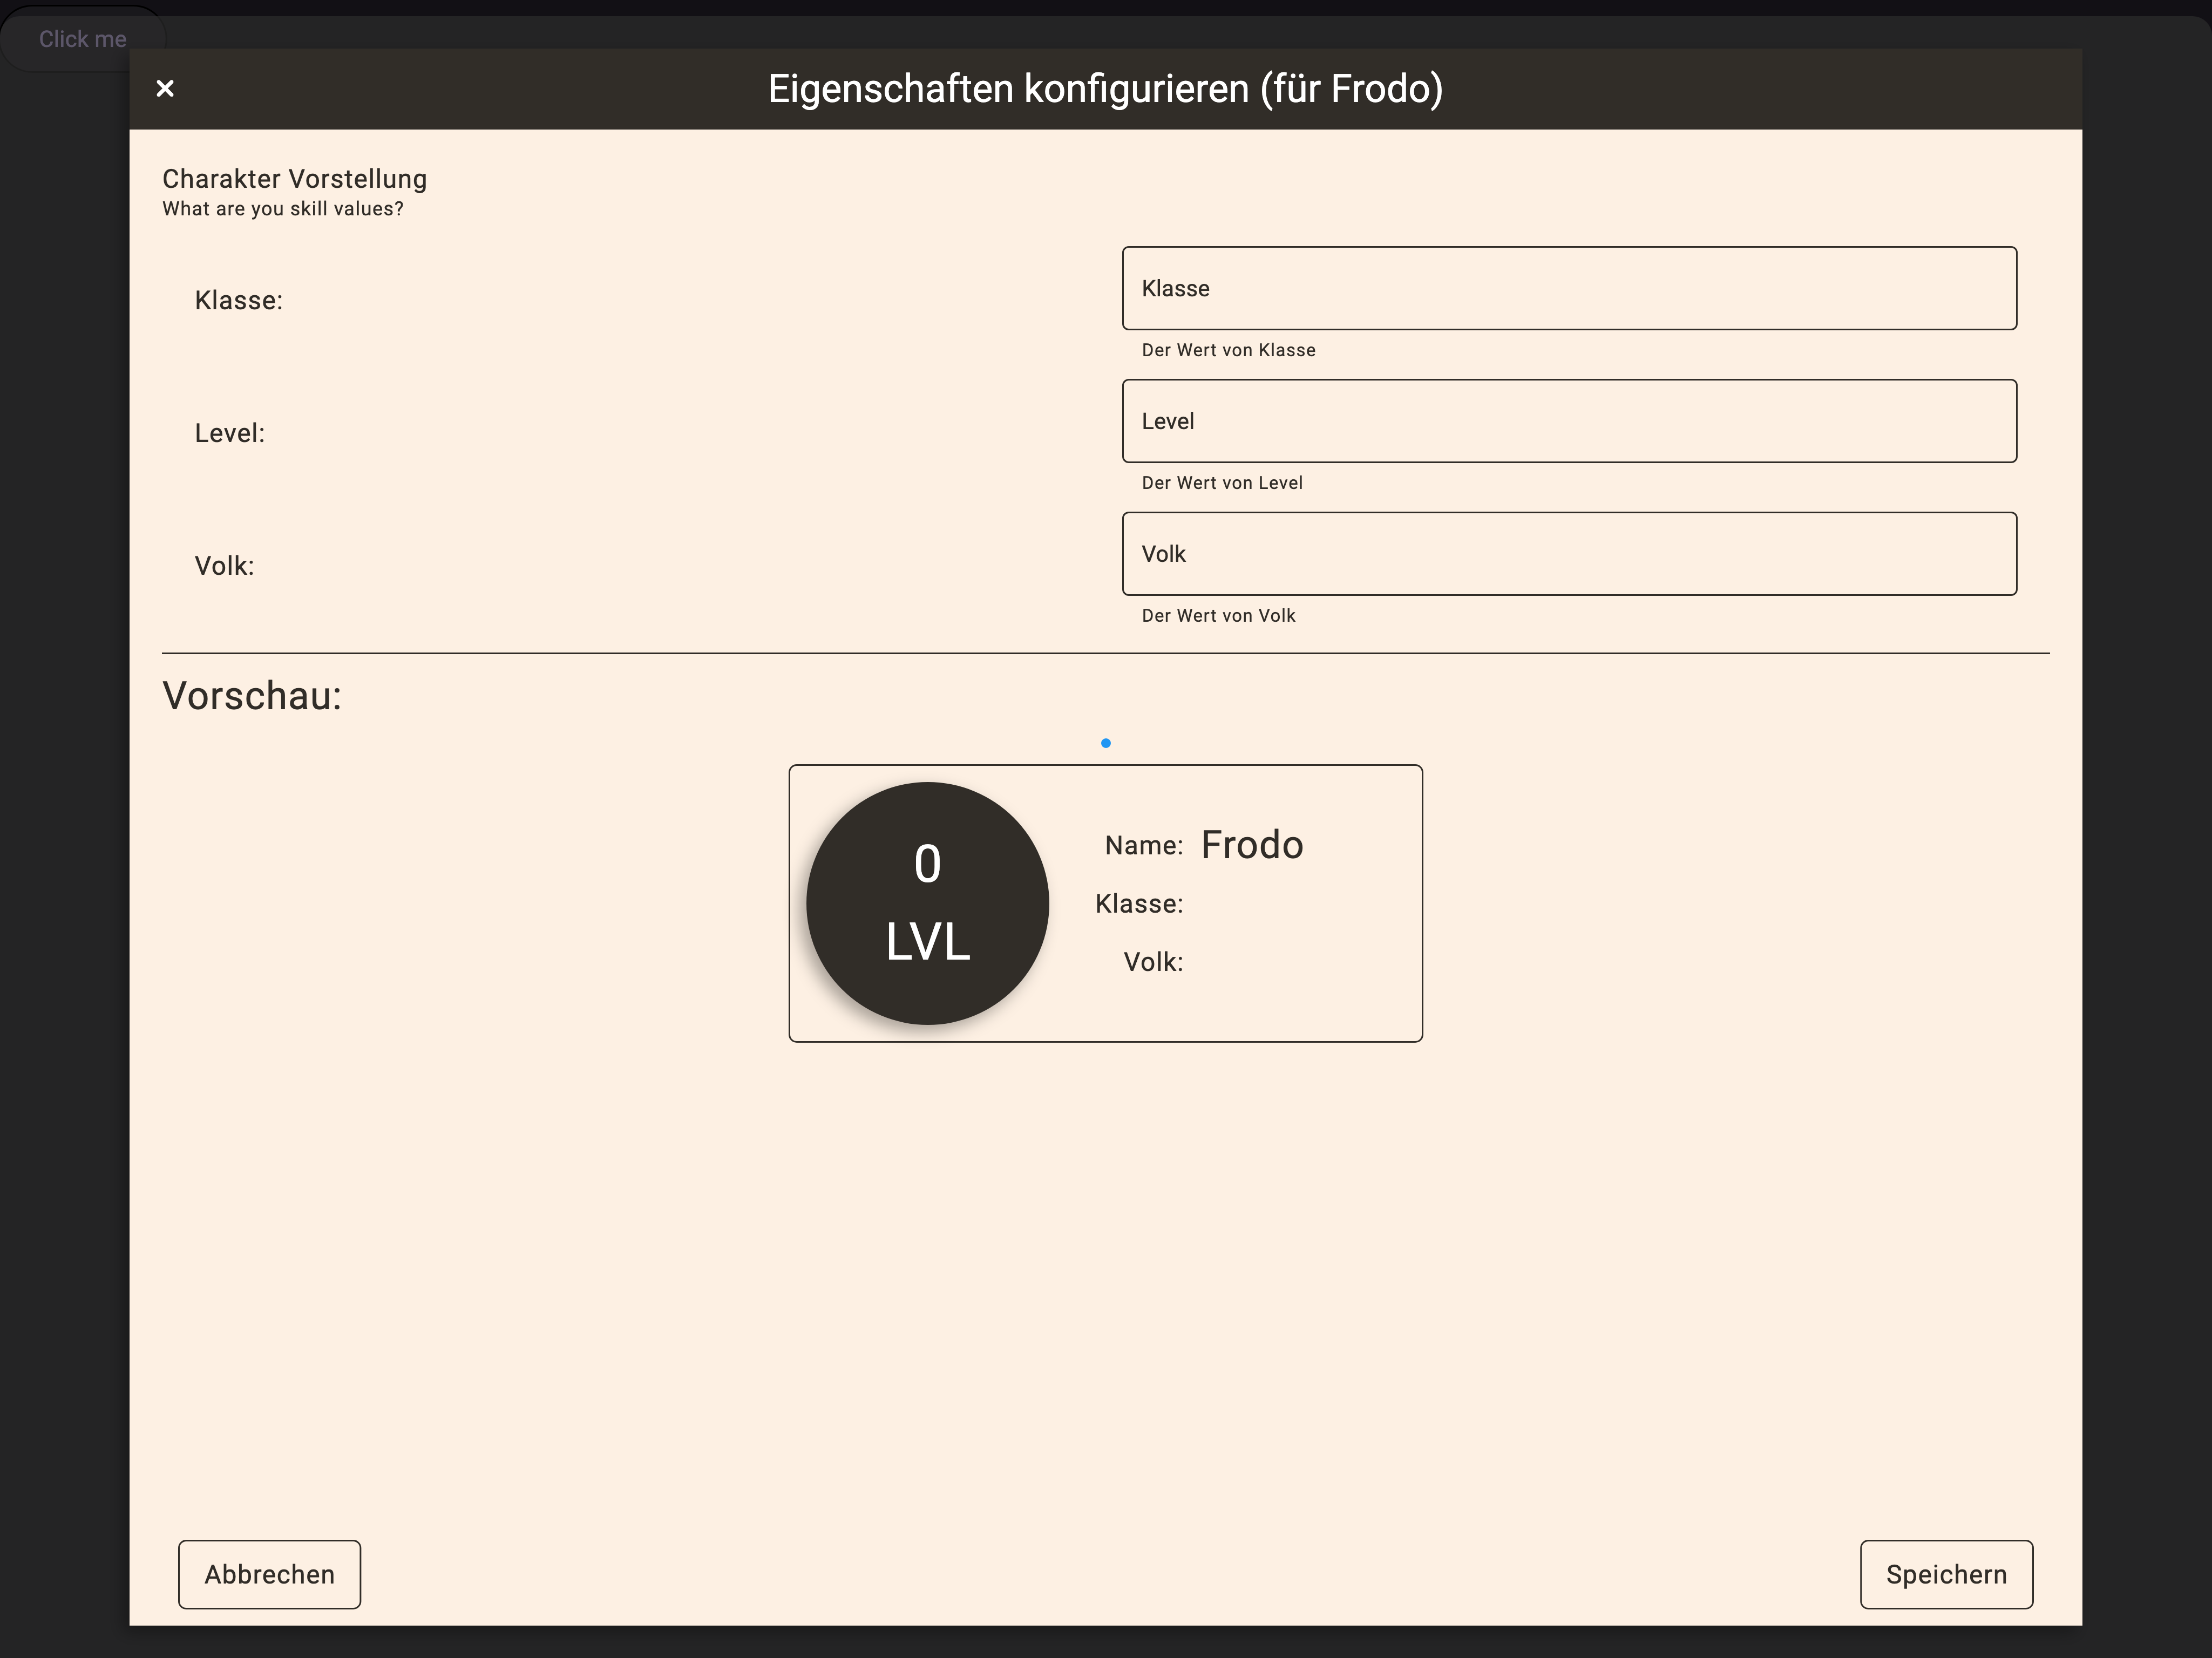 Click me
Eigenschaften konfigurieren (für Frodo)
Charakter Vorstellung
What are you skill values?
Klasse:
Klasse
Der Wert von Klasse
Level:
Level
Der Wert von Level
Volk:
Volk
Der Wert von Volk
Vorschau:
0
LVL
Name: Frodo
Klasse:
Volk:
Abbrechen
Speichern